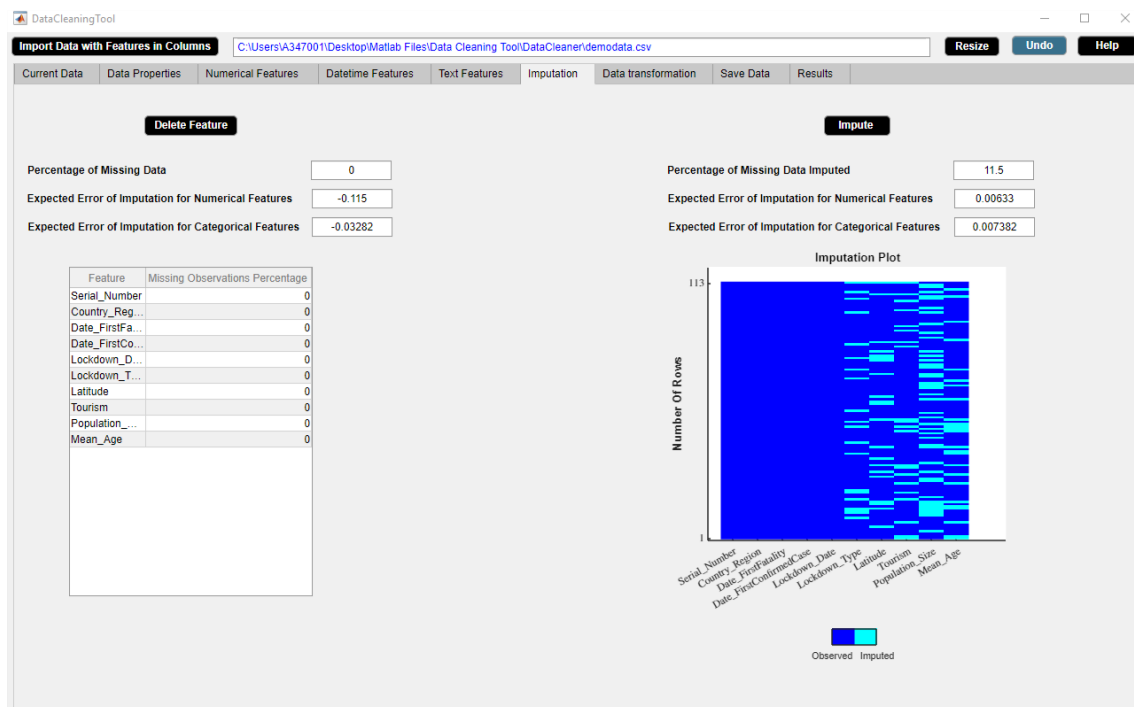 DataCleaningTool
Import Data with Features in Columns
C:\Users\A347001\Desktop\Matlab Files\Data Cleaning Tool\DataCleaner\demodata.csv
Resize
Undo
Help
Current Data
Data Properties
Numerical Features
Datetime Features
Text Features
Imputation
Data transformation
Save Data
Results
Delete Feature
Percentage of Missing Data 0
Expected Error of Imputation for Numerical Features -0.115
Expected Error of Imputation for Categorical Features -0.03282
Feature Missing Observations Percentage
Serial_Number 0
Country_Reg... 0
Date_FirstFa... 0
Date_FirstCo... 0
Lockdown_D... 0
Lockdown_T... 0
Latitude 0
Tourism 0
Population_... 0
Mean_Age 0
Impute
Percentage of Missing Data Imputed 11.5
Expected Error of Imputation for Numerical Features 0.00633
Expected Error of Imputation for Categorical Features 0.007382
Imputation Plot
113
Number Of Rows
1
Serial_Number
Country_Region
Date_FirstFatality
Date_FirstConfirmedCase
Lockdown_Date
Lockdown_Type
Latitude
Tourism
Population_Size
Mean_Age
Observed Imputed